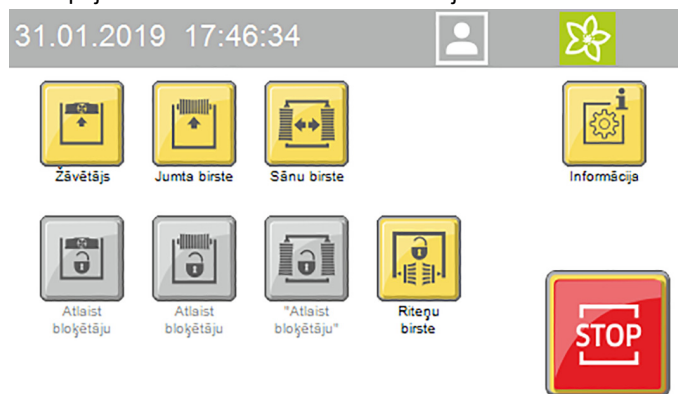 31.01.2019 17:46:34
Žāvētājs
Jumta birste
Sānu birste
Informācija
Atlaist
bloķētāju
Atlaist
bloķētāju
"Atlaist
bloķētāju"
Riteņu
birste
STOP